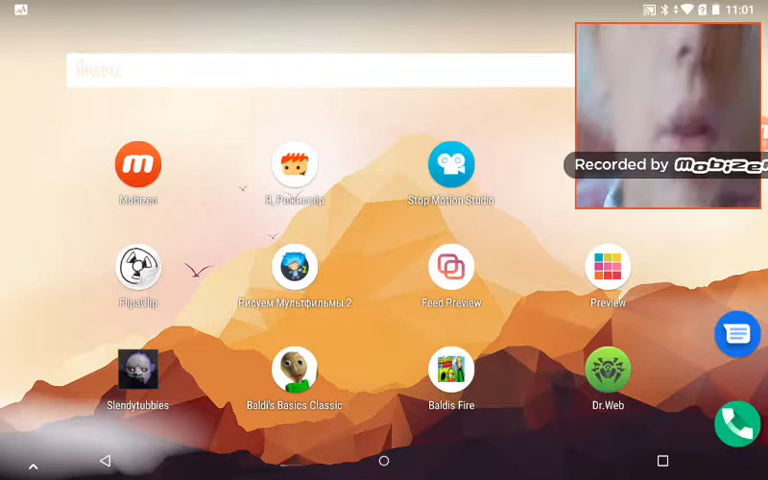 11:01
Яндекс
Recorded by mobizen
Mobizen
Я, Режиссёр
Stop Motion Studio
FlipaClip
Рисуем Мультфильмы 2
Feed Preview
Preview
Slendytubbies
Baldi's Basics Classic
Baldis Fire
Dr.Web